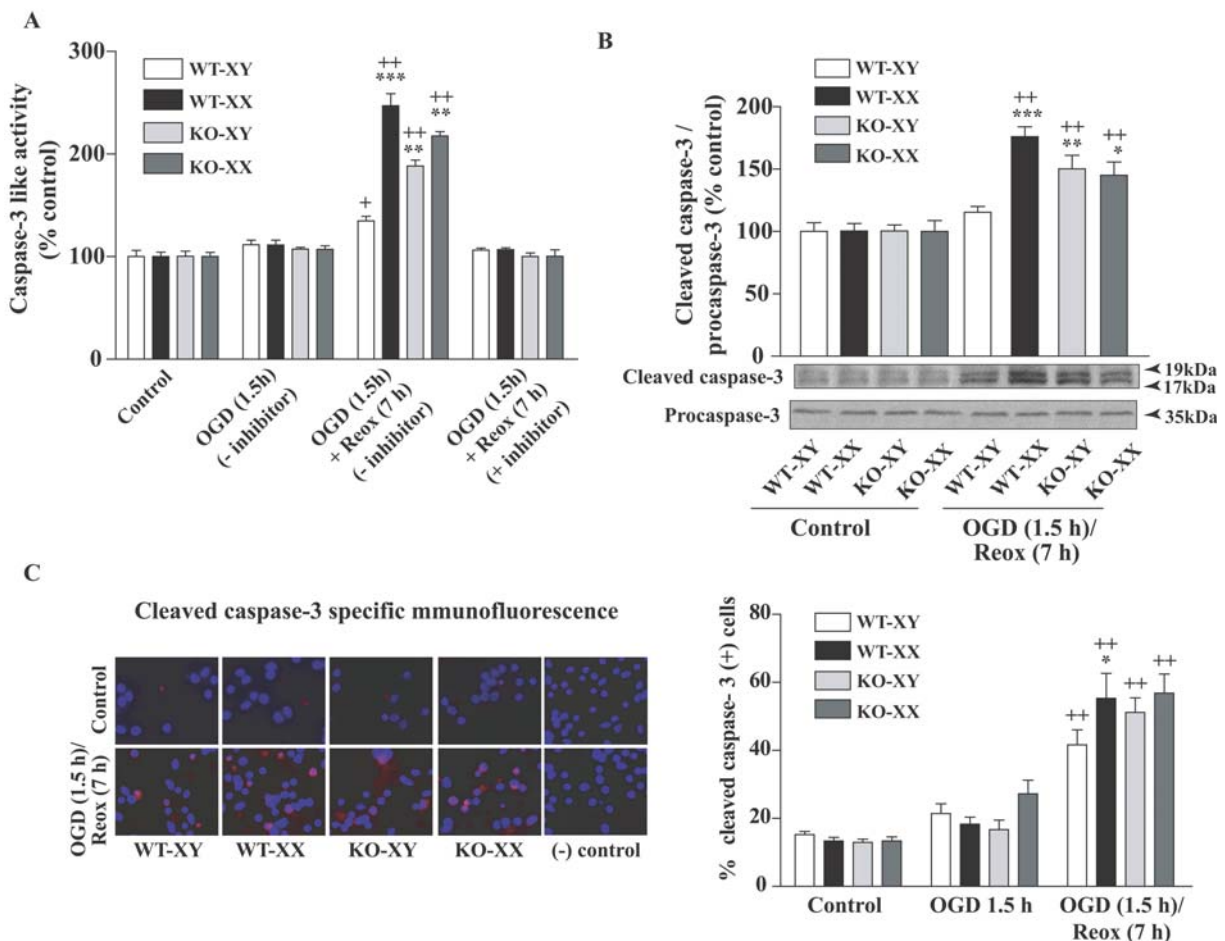 A
300
200
100
0
Caspase-3 like activity
(% control)
WT-XY
WT-XX
KO-XY
KO-XX
+
++
***
++
**
++
**
Control
OGD (1.5h)
(- inhibitor)
OGD (1.5h)
+ Reox (7 h)
(- inhibitor)
OGD (1.5h)
+ Reox (7 h)
(+ inhibitor)
B
WT-XY
WT-XX
KO-XY
KO-XX
200
150
100
50
0
Cleaved caspase-3 /
procaspase-3 (% control)
++
***
++
**
++
*
Cleaved caspase-3
19kDa
17kDa
Procaspase-3
35kDa
WT-XY
WT-XX
KO-XY
KO-XX
WT-XY
WT-XX
KO-XY
KO-XX
Control
OGD (1.5 h)/
Reox (7 h)
C
Cleaved caspase-3 specific mmunofluorescence
Control
OGD (1.5 h)/
Reox (7 h)
WT-XY WT-XX KO-XY KO-XX (-) control
80
60
40
20
0
% cleaved caspase- 3 (+) cells
WT-XY
WT-XX
KO-XY
KO-XX
++
++
*
++
++
Control OGD 1.5 h OGD (1.5 h)/
Reox (7 h)